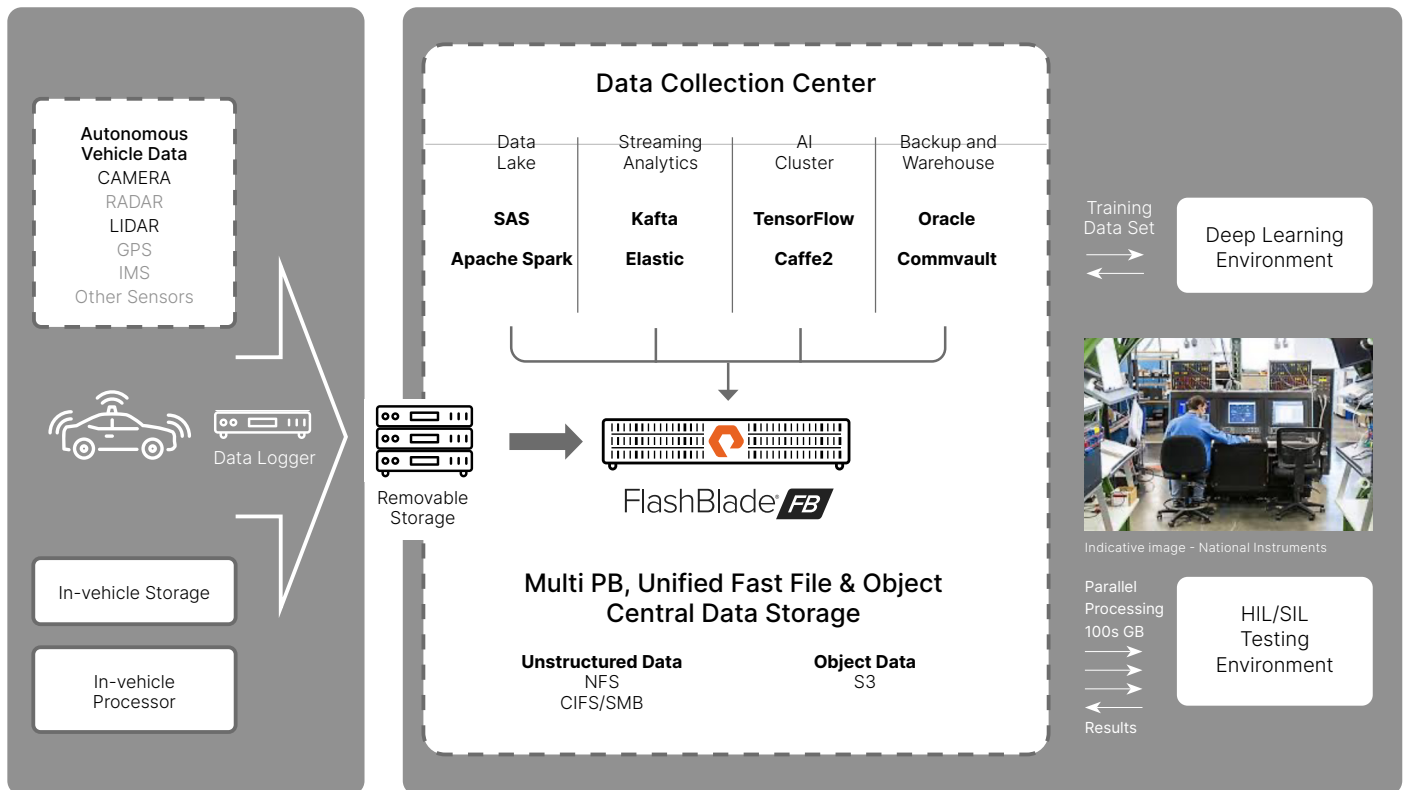 Autonomous
Vehicle Data
CAMERA
RADAR
LIDAR
GPS
IMS
Other Sensors
Data Logger
In-vehicle Storage
In-vehicle
Processor
Removable
Storage
Data Collection Center
Data
Lake
Streaming
Analytics
AI
Cluster
Backup and
Warehouse
SAS
Kafta
TensorFlow
Oracle
Apache Spark
Elastic
Caffe2
Commvault
FlashBlade FB
Multi PB, Unified Fast File & Object
Central Data Storage
Unstructured Data
NFS
CIFS/SMB
Object Data
S3
Training
Data Set
Deep Learning
Environment
Indicative image - National Instruments
Parallel
Processing
100s GB
Results
HIL/SIL
Testing
Environment